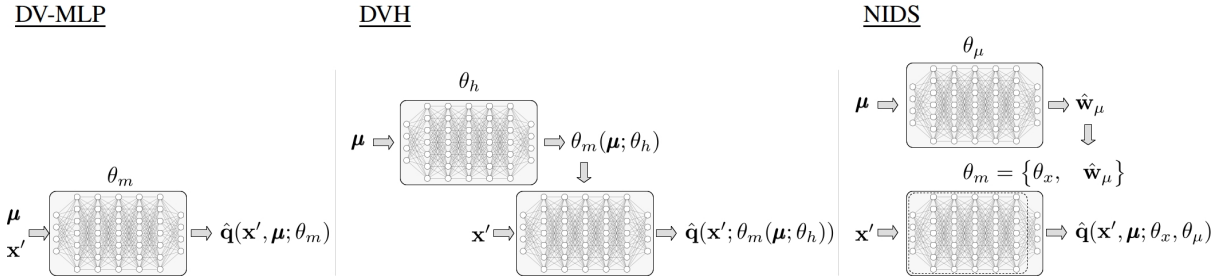 DV-MLP
θ_m
μ
x′
q̂(x′, μ; θ_m)
DVH
θ_h
μ
θ_m(μ; θ_h)
x′
q̂(x′; θ_m(μ; θ_h))
NIDS
θ_μ
μ
ŵ_μ
θ_m = {θ_x, ŵ_μ}
x′
q̂(x′, μ; θ_x, θ_μ)